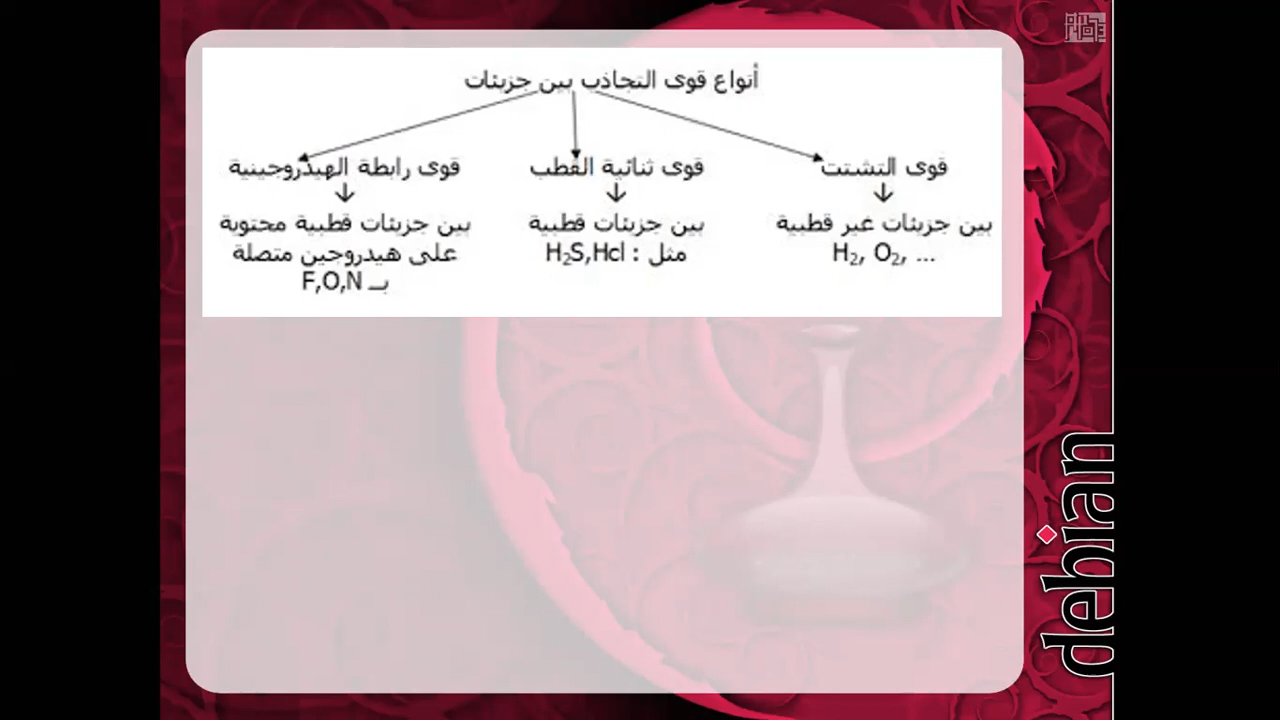 أنواع قوى التجاذب بين جزيئات
قوى التشتت
↓
بين جزيئات غير قطبية
H₂, O₂, ...
قوى ثنائية القطب
↓
بين جزيئات قطبية
مثل : H₂S,Hcl
قوى رابطة الهيدروجينية
↓
بين جزيئات قطبية محتوية
على هيدروجين متصلة
بـ F,O,N
debian